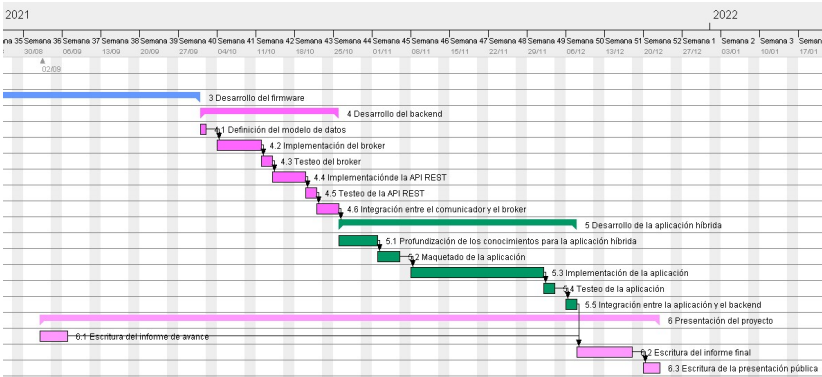 2021 2022
na 35 Semana 36 Semana 37 Semana 38 Semana 39 Semana 40 Semana 41 Semana 42 Semana 43 Semana 44 Semana 45 Semana 46 Semana 47 Semana 48 Semana 49 Semana 50 Semana 51 Semana 52 Semana 1 Semana 2 Semana 3 Semana
30/08 06/09 13/09 20/09 27/09 04/10 11/10 18/10 25/10 01/11 08/11 15/11 22/11 29/11 06/12 13/12 20/12 27/12 03/01 10/01 17/01
02/09
3 Desarrollo del firmware
4 Desarrollo del backend
4.1 Definición del modelo de datos
4.2 Implementación del broker
4.3 Testeo del broker
4.4 Implementaciónde la API REST
4.5 Testeo de la API REST
4.6 Integración entre el comunicador y el broker
5 Desarrollo de la aplicación híbrida
5.1 Profundización de los conocimientos para la aplicación híbrida
5.2 Maquetado de la aplicación
5.3 Implementación de la aplicación
5.4 Testeo de la aplicación
5.5 Integración entre la aplicación y el backend
6 Presentación del proyecto
6.1 Escritura del informe de avance
6.2 Escritura del informe final
6.3 Escritura de la presentación pública